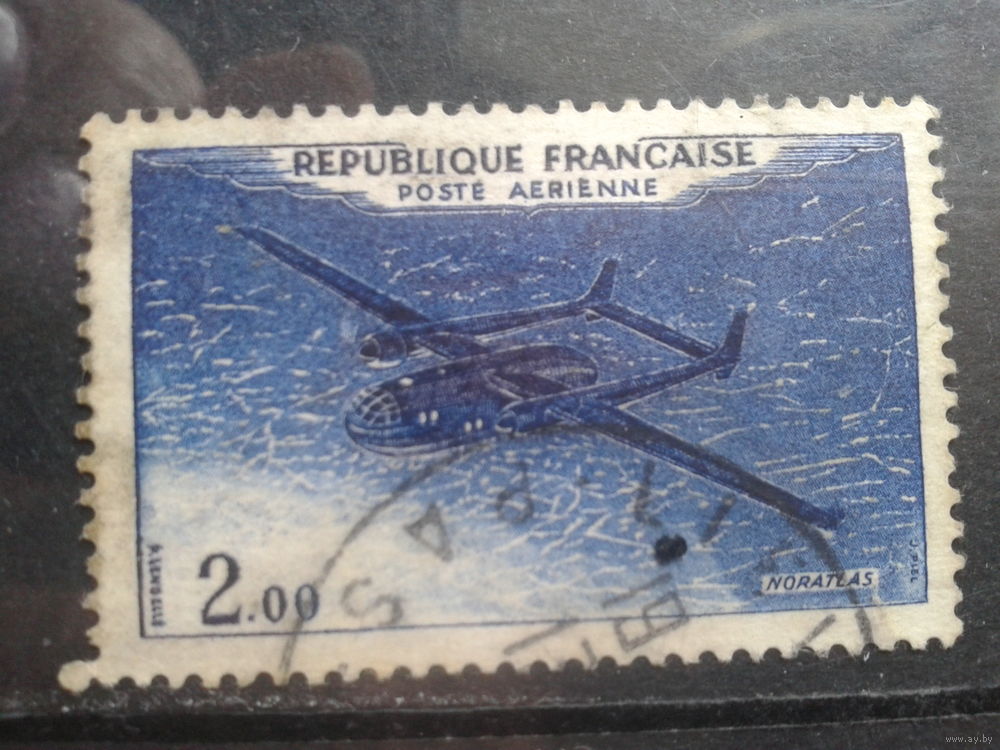 REPUBLIQUE FRANCAISE
POSTE AERIENNE
2.00
NORATLAS
www.ay.by